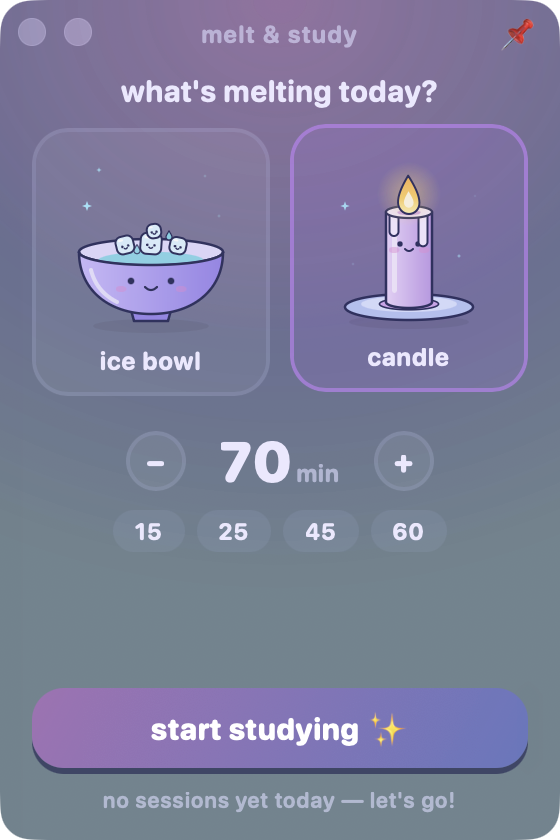 melt & study
what's melting today?
ice bowl
candle
− 70 min +
15 25 45 60
start studying ✨
no sessions yet today — let's go!